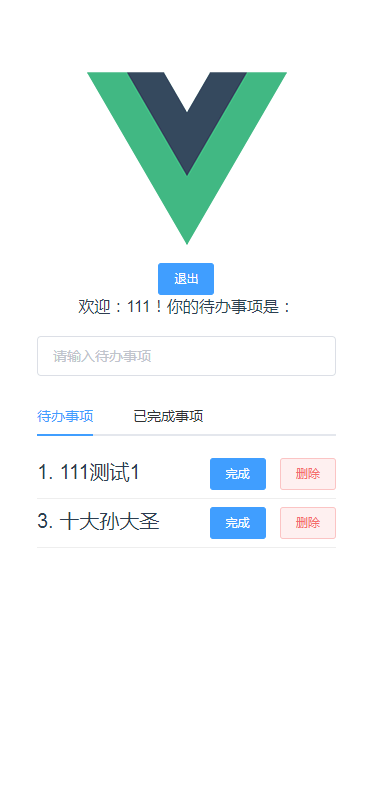 退出
欢迎：111！你的待办事项是：
请输入待办事项
待办事项 已完成事项
1. 111测试1 完成 删除
3. 十大孙大圣 完成 删除